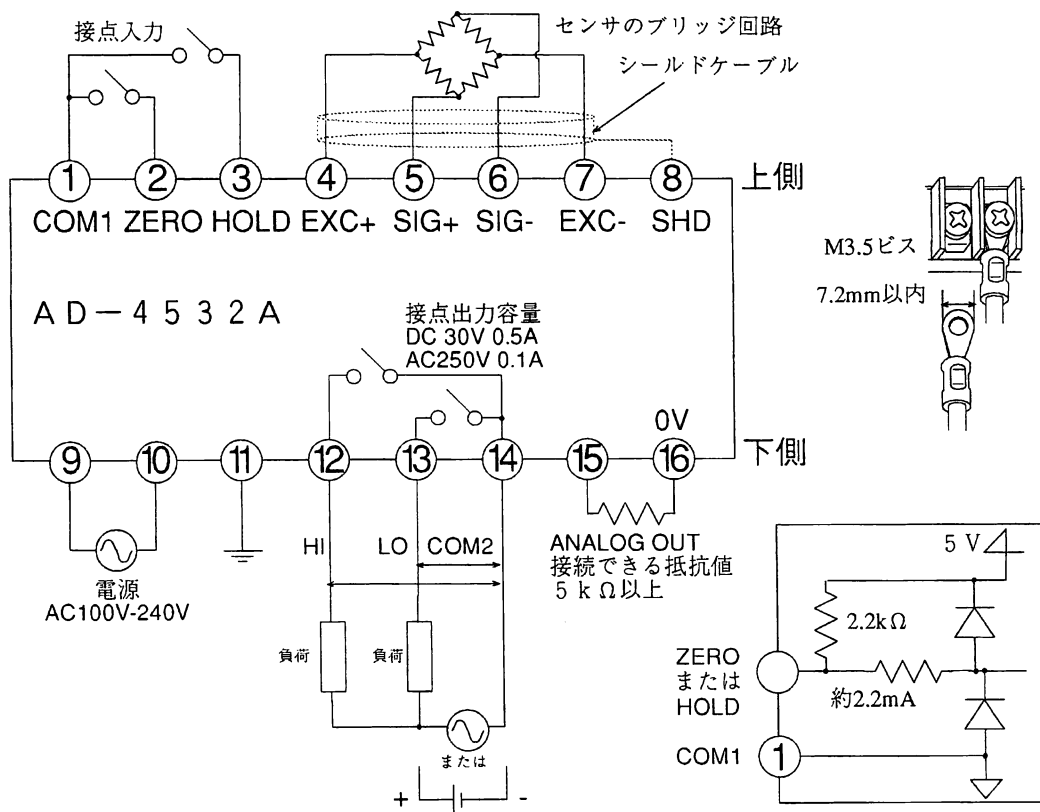 接点入力
センサのブリッジ回路
シールドケーブル
1 2 3 4 5 6 7 8 上側
COM1 ZERO HOLD EXC+ SIG+ SIG- EXC- SHD
M3.5ビス
7.2mm以内
AD-4532A
接点出力容量
DC 30V 0.5A
AC250V 0.1A
0V
9 10 11 12 13 14 15 16 下側
HI LO COM2
電源
AC100V-240V
ANALOG OUT
接続できる抵抗値
5kΩ以上
負荷 負荷
または
+ -
5V
2.2kΩ
ZERO
または
HOLD
約2.2mA
COM1 1